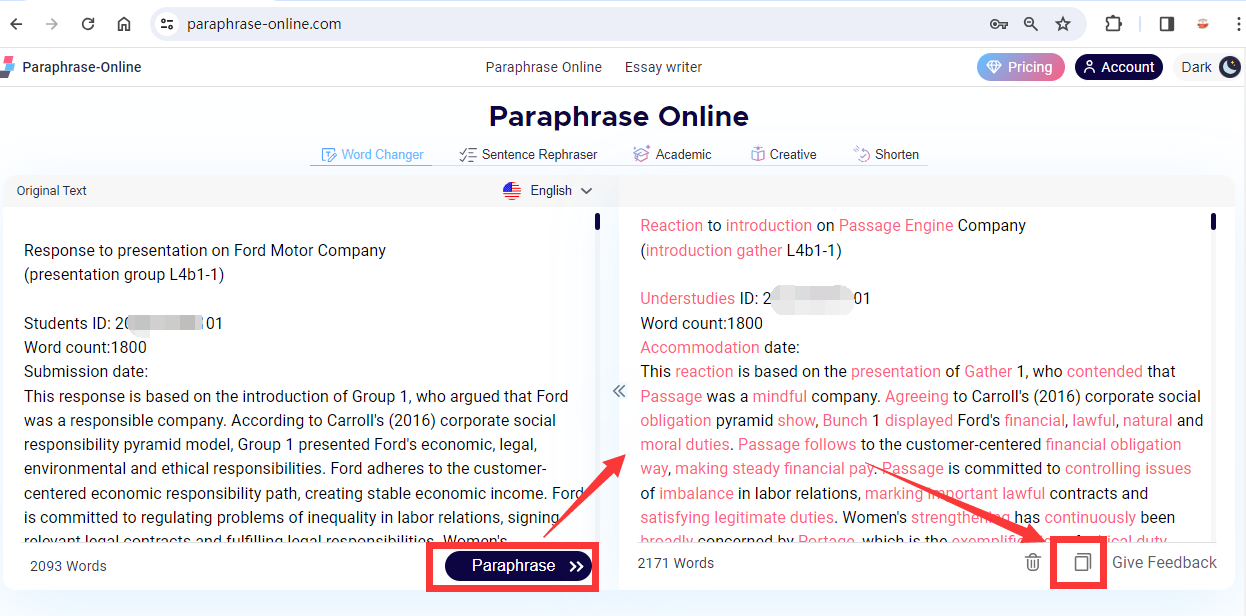 paraphrase-online.com
Paraphrase-Online
Paraphrase Online
Essay writer
Pricing
Account
Dark
Paraphrase Online
Word Changer
Sentence Rephraser
Academic
Creative
Shorten
Original Text
English
Response to presentation on Ford Motor Company
(presentation group L4b1-1)
Students ID: 20 01
Word count:1800
Submission date:
This response is based on the introduction of Group 1, who argued that Ford
was a responsible company. According to Carroll's (2016) corporate social
responsibility pyramid model, Group 1 presented Ford's economic, legal,
environmental and ethical responsibilities. Ford adheres to the customer-
centered economic responsibility path, creating stable economic income. Ford
is committed to regulating problems of inequality in labor relations, signing
relevant legal contracts and fulfilling legal responsibilities. Women's
2093 Words
Paraphrase
Reaction to introduction on Passage Engine Company
(introduction gather L4b1-1)
Understudies ID: 2 01
Word count:1800
Accommodation date:
This reaction is based on the presentation of Gather 1, who contended that
Passage was a mindful company. Agreeing to Carroll's (2016) corporate social
obligation pyramid show, Bunch 1 displayed Ford's financial, lawful, natural and
moral duties. Passage follows to the customer-centered financial obligation
way, making steady financial pay. Passage is committed to controlling issues
of imbalance in labor relations, marking important lawful contracts and
satisfying legitimate duties. Women's strengthening has continuously been
broadly concerned by Portage, which is the duty
2171 Words
Give Feedback